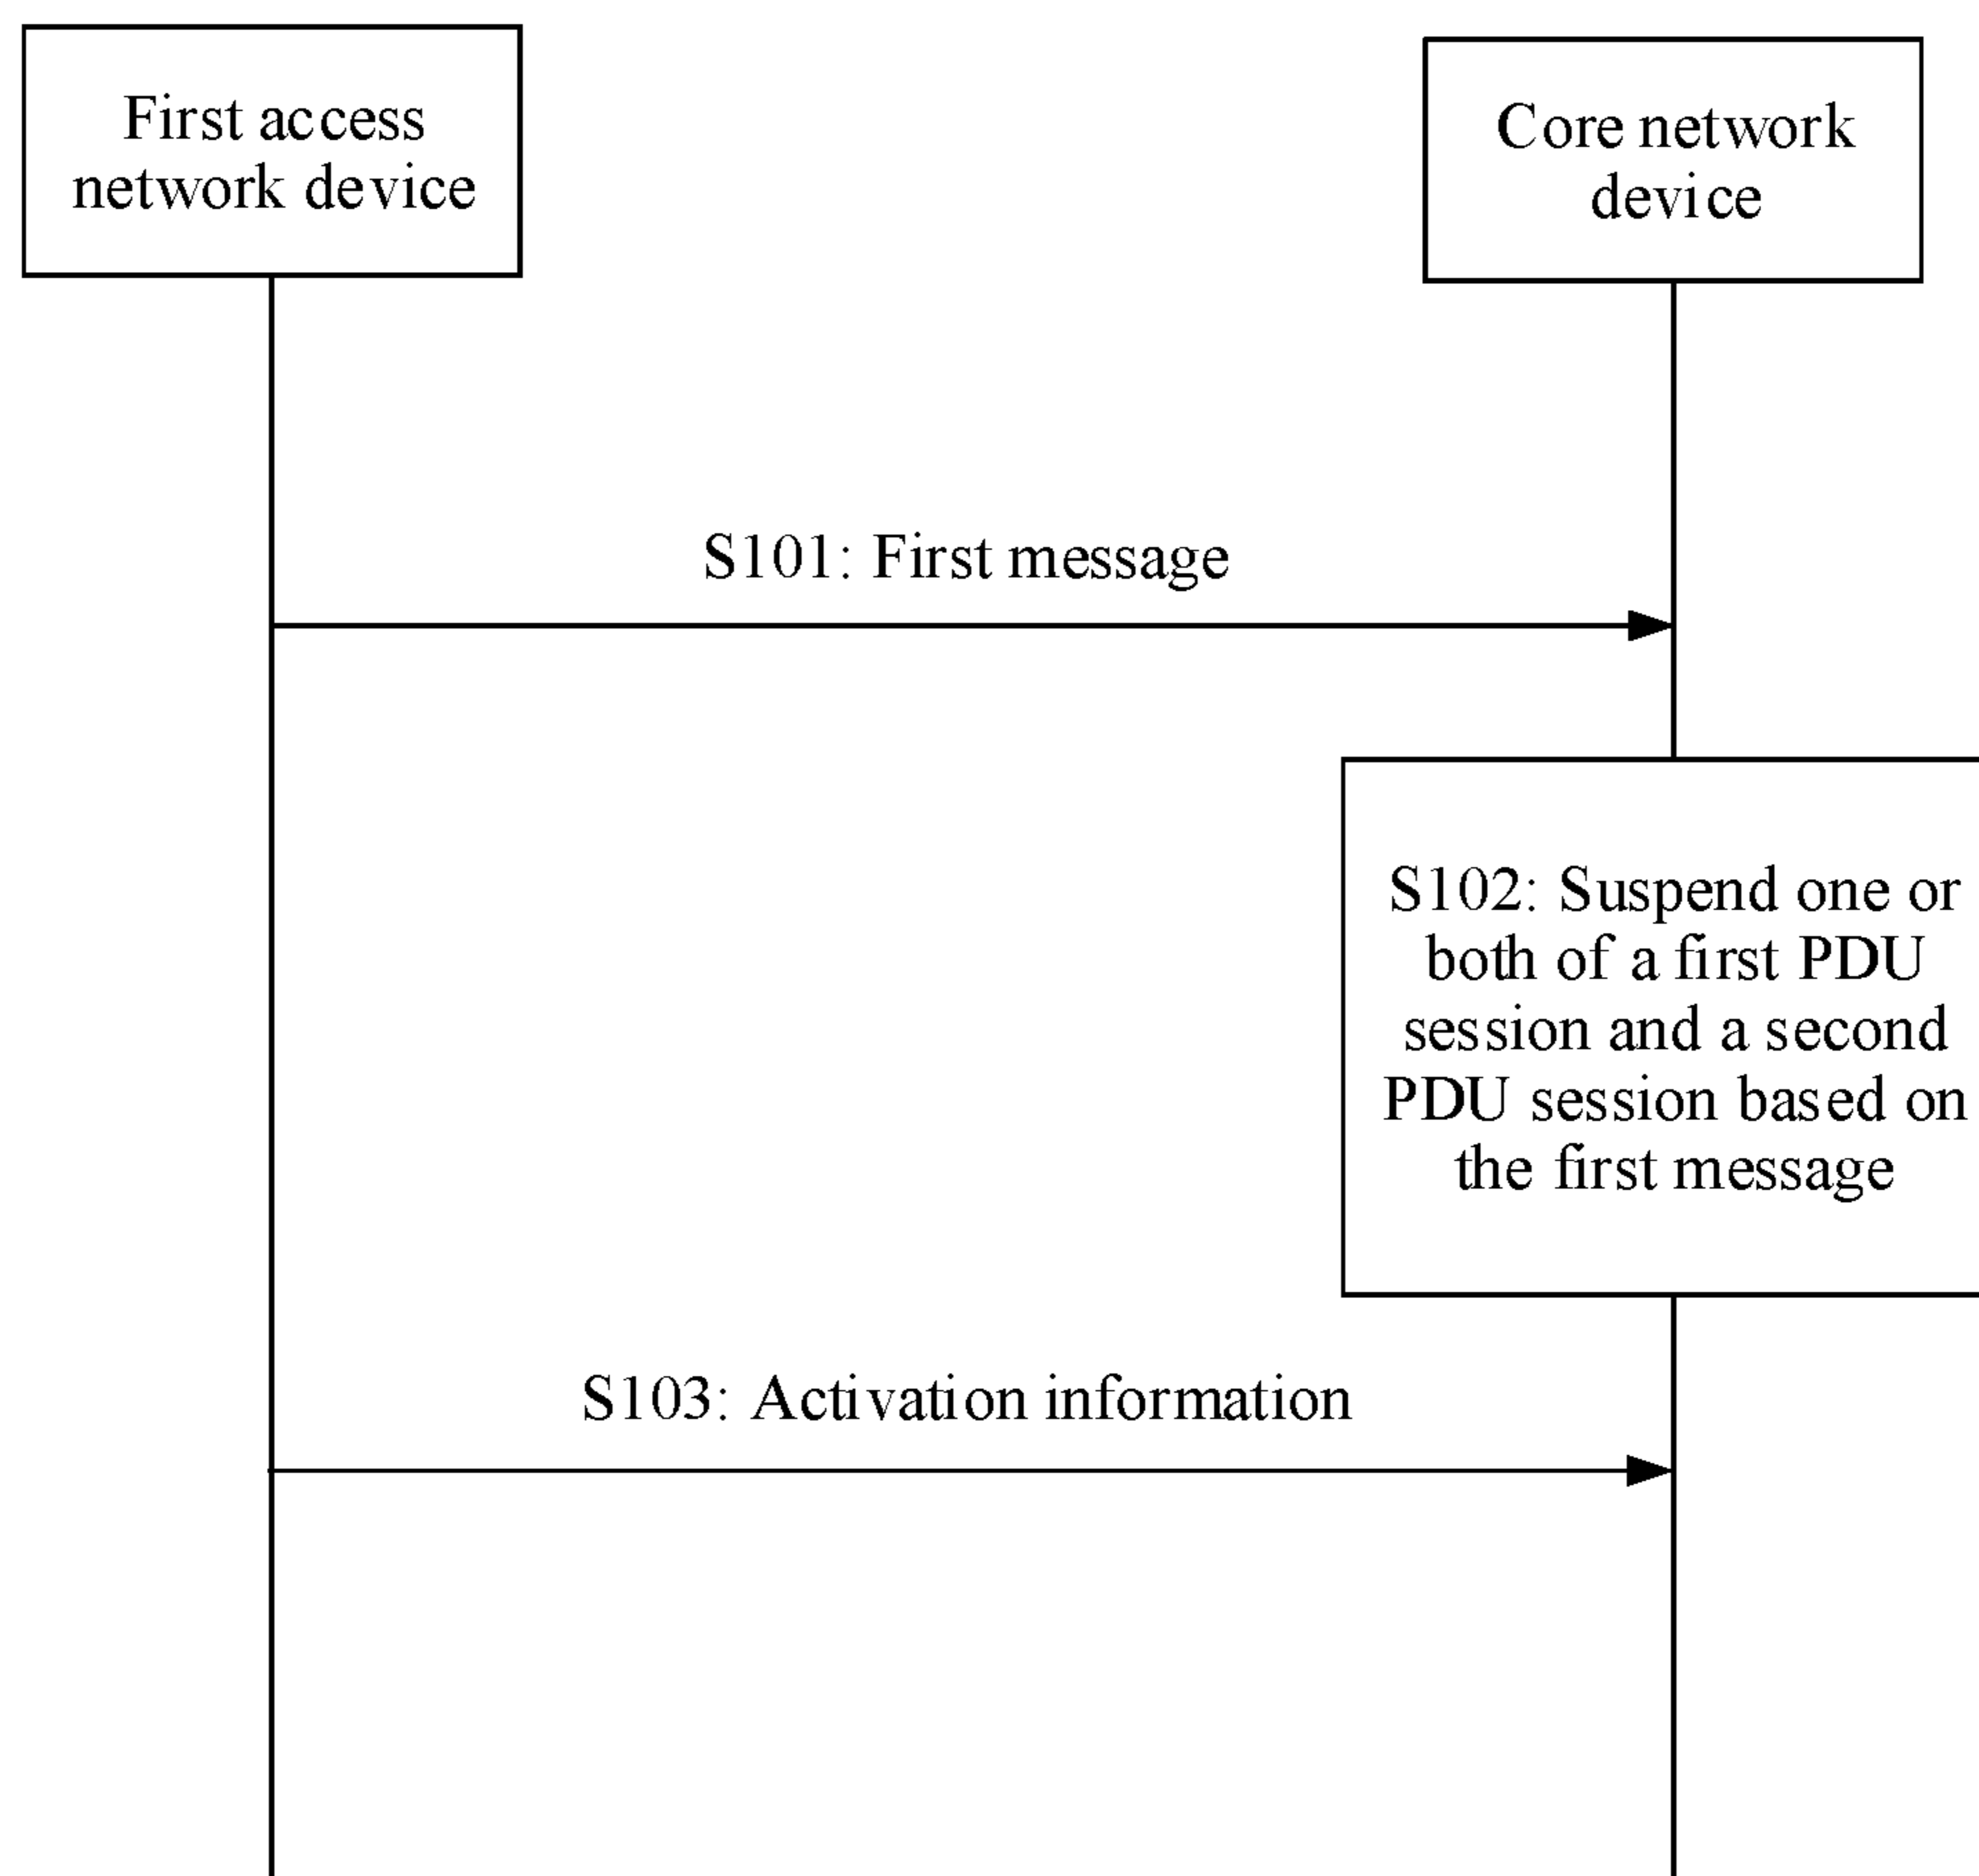 First access
network device
Core network
device
S101: First message
S102: Suspend one or
both of a first PDU
session and a second
PDU session based on
the first message
S103: Activation information